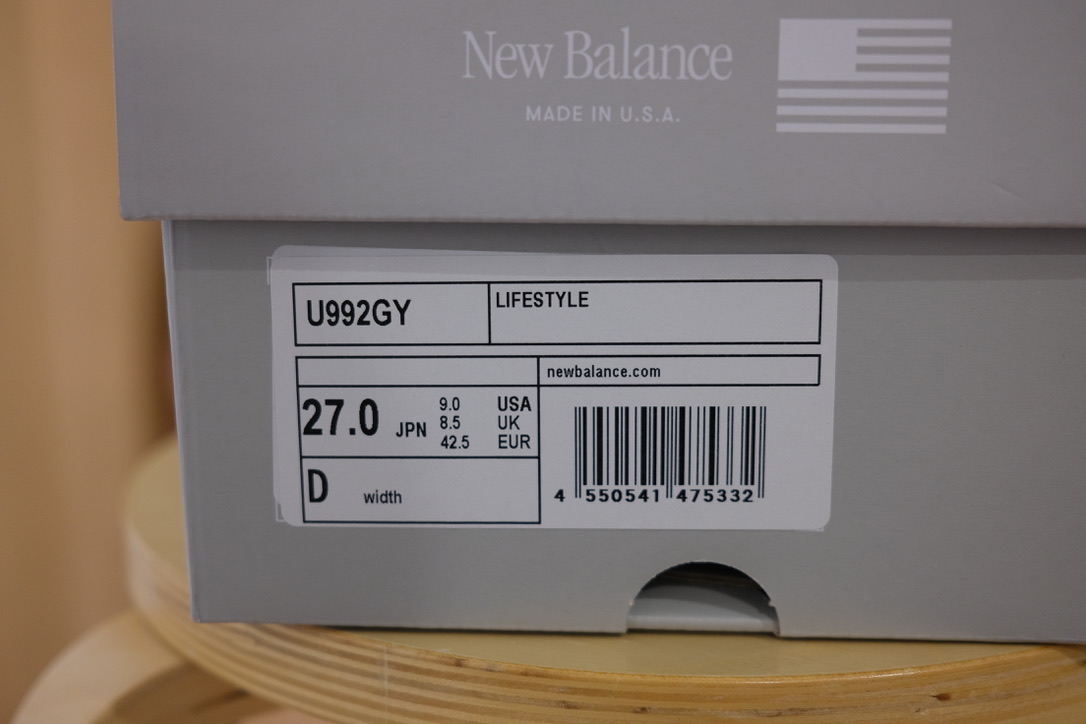 New Balance
MADE IN U.S.A.
U992GY
LIFESTYLE
newbalance.com
27.0 JPN
9.0 USA
8.5 UK
42.5 EUR
D width
4 550541 475332